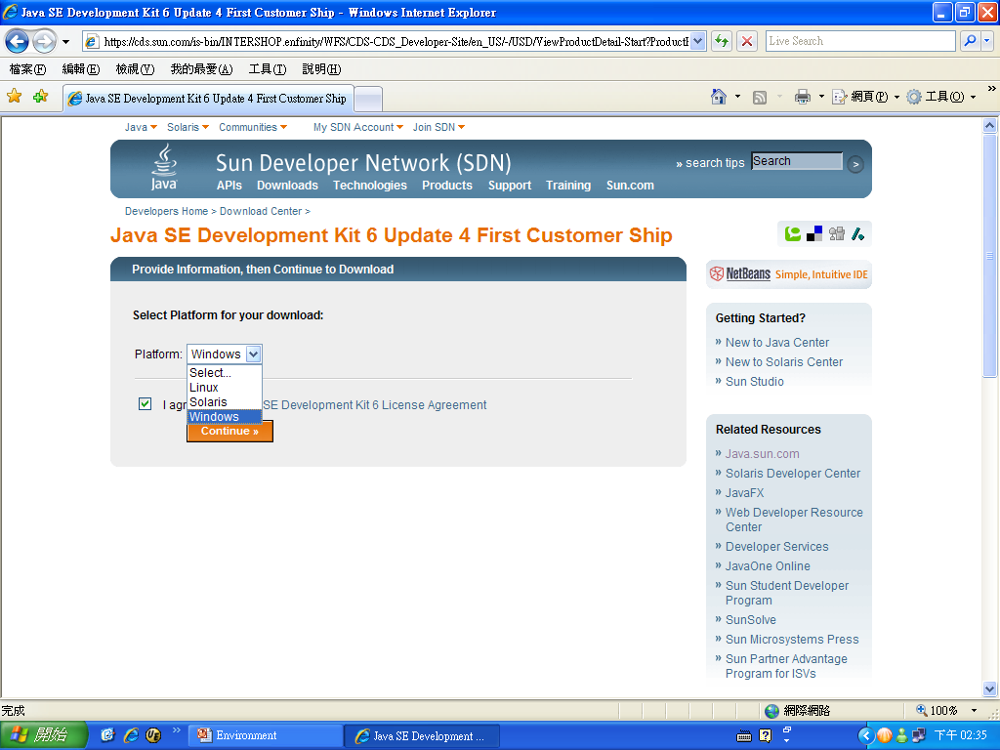 Java SE Development Kit 6 Update 4 First Customer Ship - Windows Internet Explorer
https://cds.sun.com/is-bin/INTERSHOP.enfinity/WFS/CDS-CDS_Developer-Site/en_US/-/USD/ViewProductDetail-Start?Product
Live Search
檔案(F) 編輯(E) 檢視(V) 我的最愛(A) 工具(T) 說明(H)
Java SE Development Kit 6 Update 4 First Customer Ship
網頁(P) 工具(O) »
Java Solaris Communities My SDN Account Join SDN
Sun Developer Network (SDN)
Java
» search tips Search >
APIs Downloads Technologies Products Support Training Sun.com
Developers Home > Download Center >
Java SE Development Kit 6 Update 4 First Customer Ship
Provide Information, then Continue to Download
Select Platform for your download:
Platform: Windows
Select...
Linux
Solaris
Windows
I agr SE Development Kit 6 License Agreement
Continue »
NetBeans Simple, Intuitive IDE
Getting Started?
» New to Java Center
» New to Solaris Center
» Sun Studio
Related Resources
» Java.sun.com
» Solaris Developer Center
» JavaFX
» Web Developer Resource
Center
» Developer Services
» JavaOne Online
» Sun Student Developer
Program
» SunSolve
» Sun Microsystems Press
» Sun Partner Advantage
Program for ISVs
完成
網際網路
100%
開始
» Environment
Java SE Development ...
下午 02:35